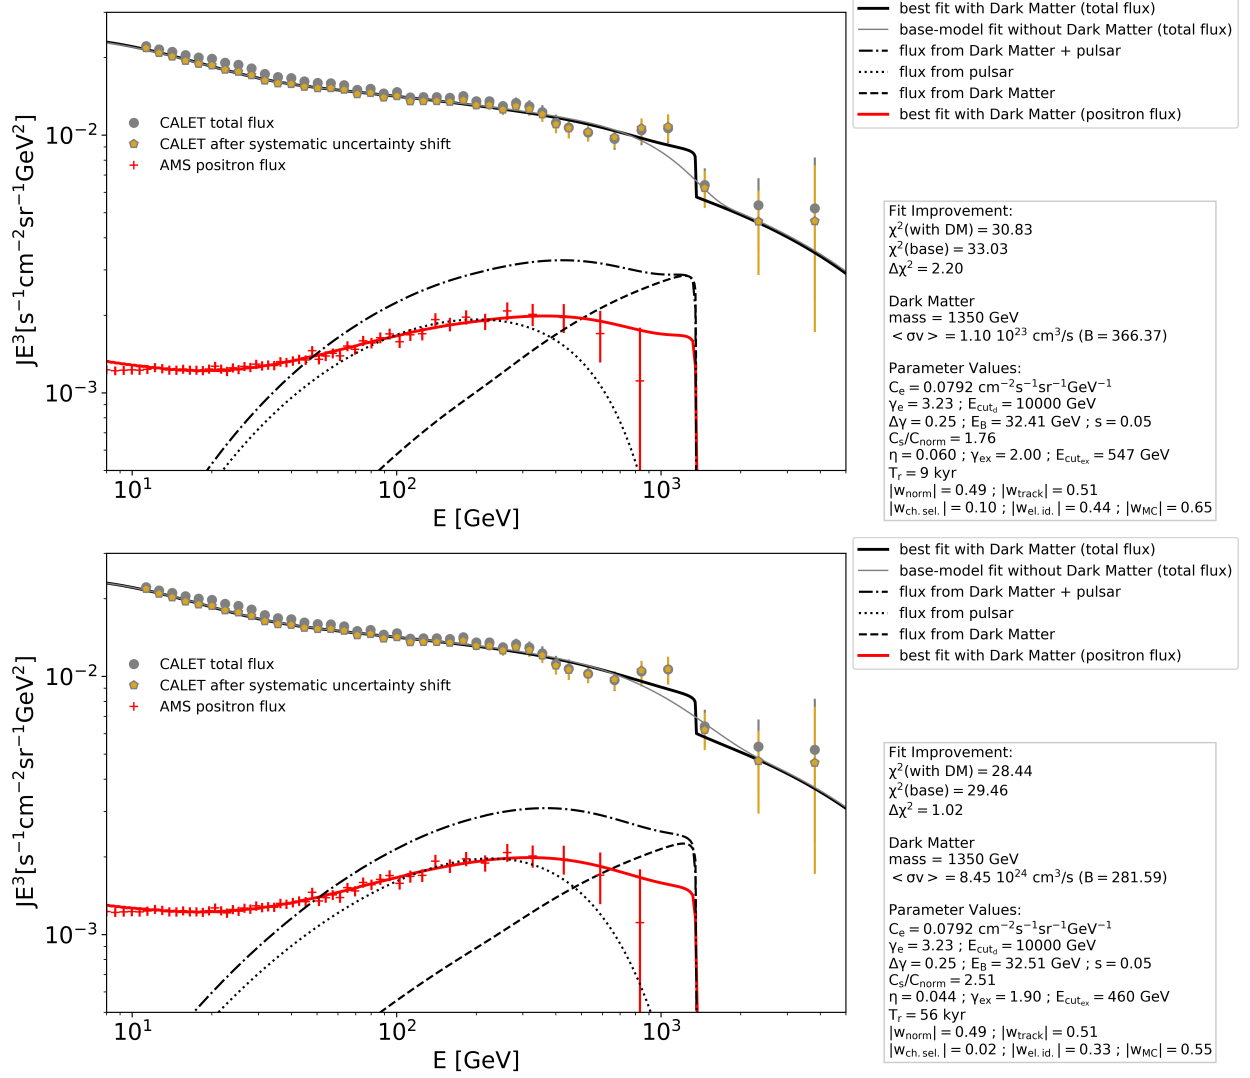 best fit with Dark Matter (total flux)
base-model fit without Dark Matter (total flux)
flux from Dark Matter + pulsar
flux from pulsar
flux from Dark Matter
best fit with Dark Matter (positron flux)
CALET total flux
CALET after systematic uncertainty shift
AMS positron flux
JE³[s⁻¹cm⁻²sr⁻¹GeV²]
10⁻²
10⁻³
10¹ 10² 10³
E [GeV]
Fit Improvement:
χ²(with DM) = 30.83
χ²(base) = 33.03
Δχ² = 2.20
Dark Matter
mass = 1350 GeV
< σv > = 1.10 10²³ cm³/s (B = 366.37)
Parameter Values:
Cₑ = 0.0792 cm⁻²s⁻¹sr⁻¹GeV⁻¹
γₑ = 3.23 ; E_cut_d = 10000 GeV
Δγ = 0.25 ; E_B = 32.41 GeV ; s = 0.05
Cₛ/C_norm = 1.76
η = 0.060 ; γ_ex = 2.00 ; E_cut_ex = 547 GeV
Tᵣ = 9 kyr
|w_norm| = 0.49 ; |w_track| = 0.51
|w_ch.sel.| = 0.10 ; |w_el.id.| = 0.44 ; |w_MC| = 0.65
best fit with Dark Matter (total flux)
base-model fit without Dark Matter (total flux)
flux from Dark Matter + pulsar
flux from pulsar
flux from Dark Matter
best fit with Dark Matter (positron flux)
CALET total flux
CALET after systematic uncertainty shift
AMS positron flux
JE³[s⁻¹cm⁻²sr⁻¹GeV²]
10⁻²
10⁻³
10¹ 10² 10³
E [GeV]
Fit Improvement:
χ²(with DM) = 28.44
χ²(base) = 29.46
Δχ² = 1.02
Dark Matter
mass = 1350 GeV
< σv > = 8.45 10²⁴ cm³/s (B = 281.59)
Parameter Values:
Cₑ = 0.0792 cm⁻²s⁻¹sr⁻¹GeV⁻¹
γₑ = 3.23 ; E_cut_d = 10000 GeV
Δγ = 0.25 ; E_B = 32.51 GeV ; s = 0.05
Cₛ/C_norm = 2.51
η = 0.044 ; γ_ex = 1.90 ; E_cut_ex = 460 GeV
Tᵣ = 56 kyr
|w_norm| = 0.49 ; |w_track| = 0.51
|w_ch.sel.| = 0.02 ; |w_el.id.| = 0.33 ; |w_MC| = 0.55